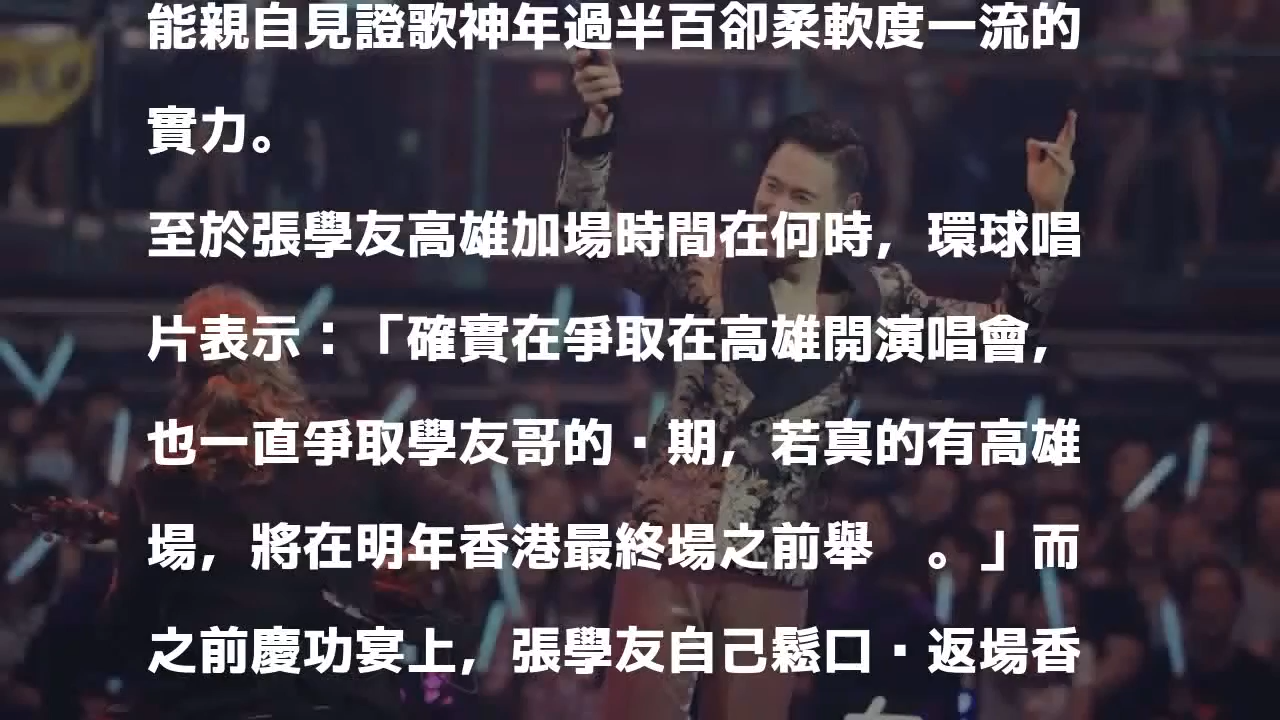 能親自見證歌神年過半百卻柔軟度一流的
實力。
至於張學友高雄加場時間在何時，環球唱
片表示：「確實在爭取在高雄開演唱會，
也一直爭取學友哥的·期，若真的有高雄
場，將在明年香港最終場之前舉　。」而
之前慶功宴上，張學友自己鬆口·返場香